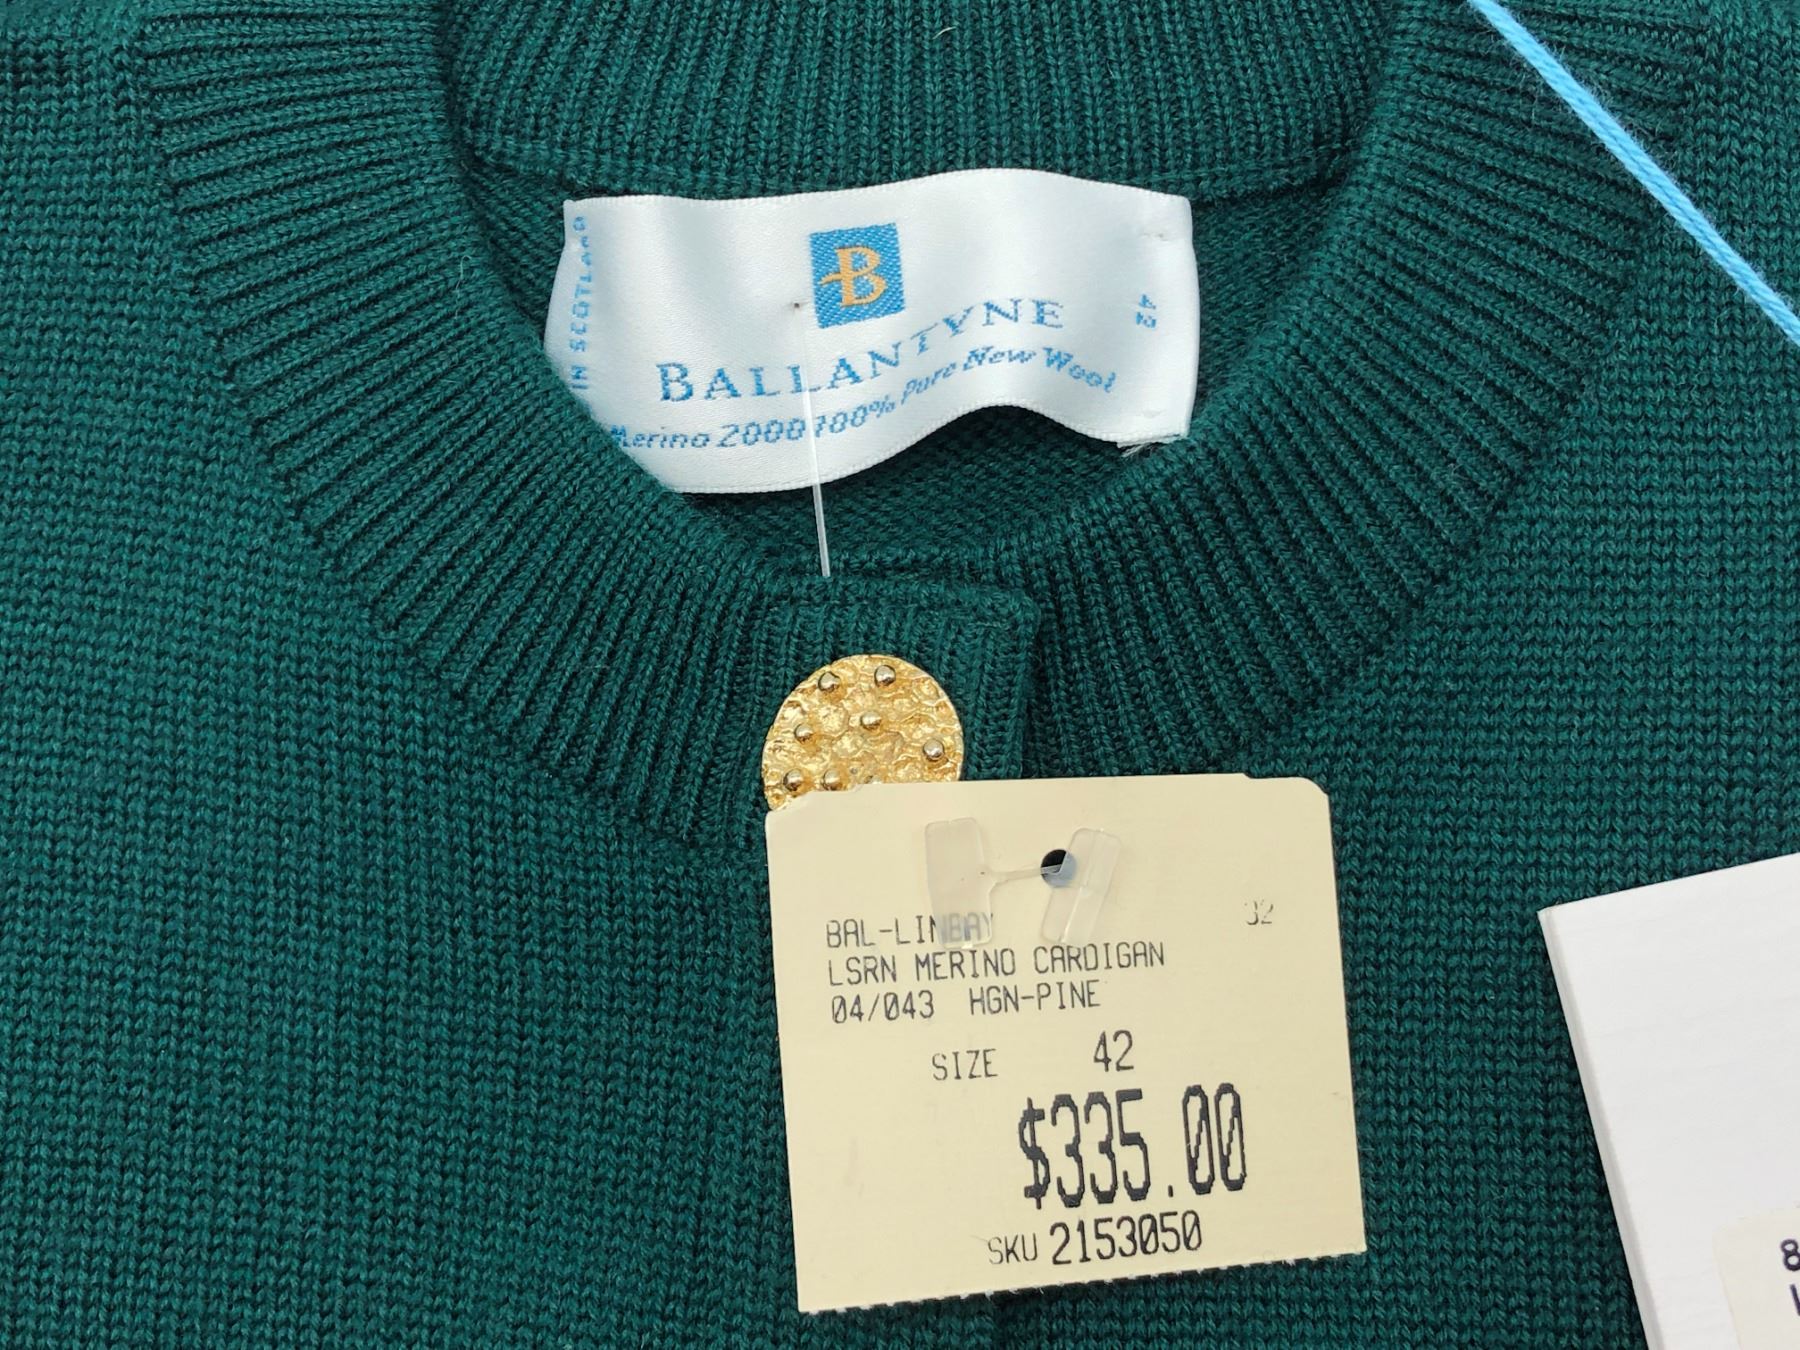 B
BALLANTYNE
Merino 2000 100% Pure New Wool
IN SCOTLAND
42
BAL-LINBAY 32
LSRN MERINO CARDIGAN
04/043 HGN-PINE
SIZE 42
$335.00
SKU 2153050
8